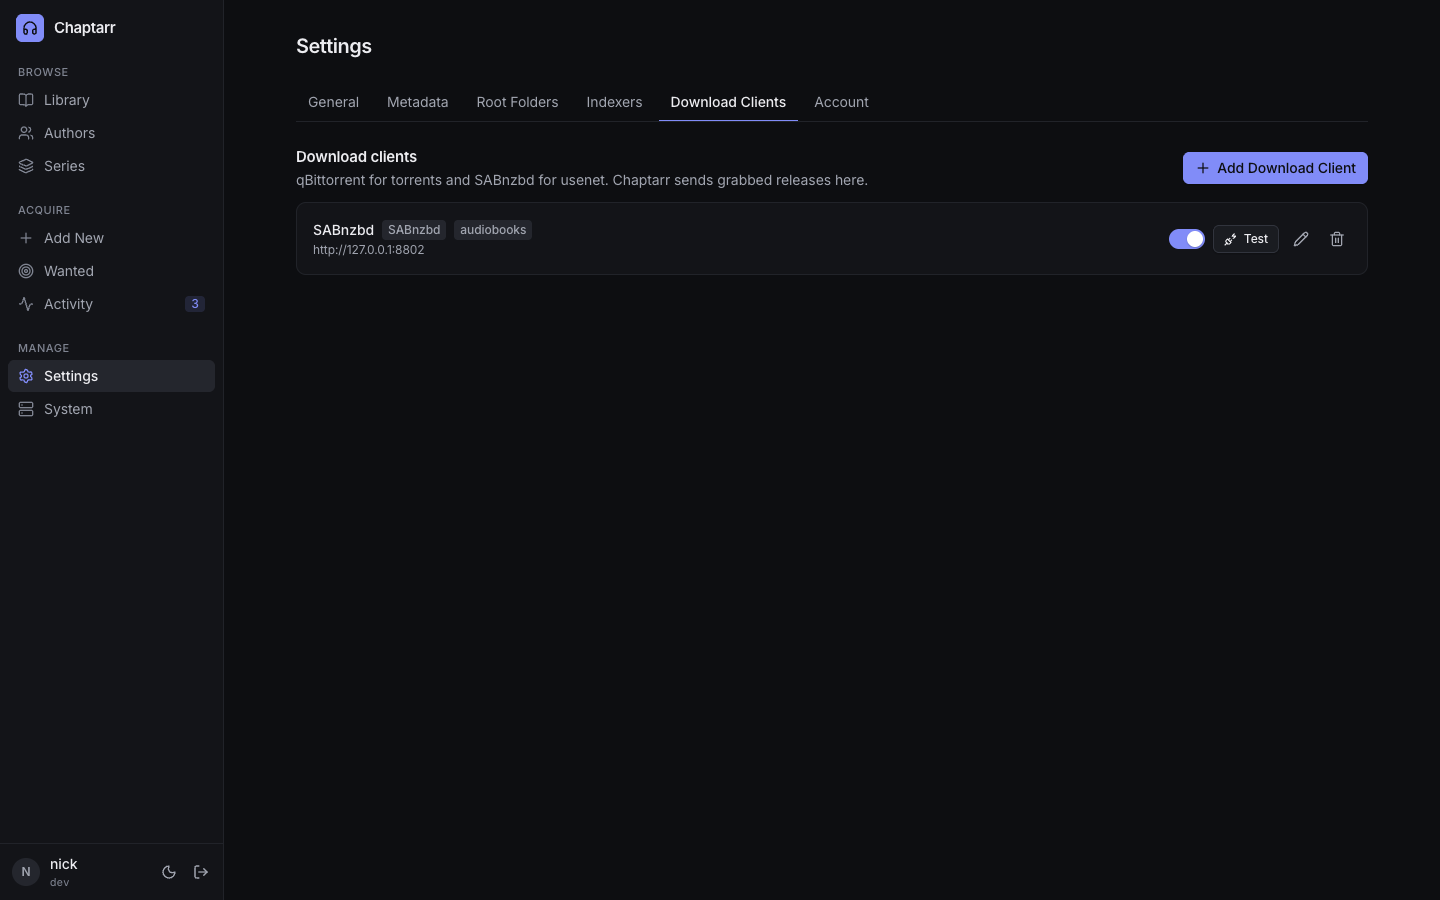 Chaptarr
BROWSE
Library
Authors
Series
ACQUIRE
Add New
Wanted
Activity 3
MANAGE
Settings
System
N nick
dev
Settings
General Metadata Root Folders Indexers Download Clients Account
Download clients
qBittorrent for torrents and SABnzbd for usenet. Chaptarr sends grabbed releases here.
Add Download Client
SABnzbd SABnzbd audiobooks
http://127.0.0.1:8802
Test